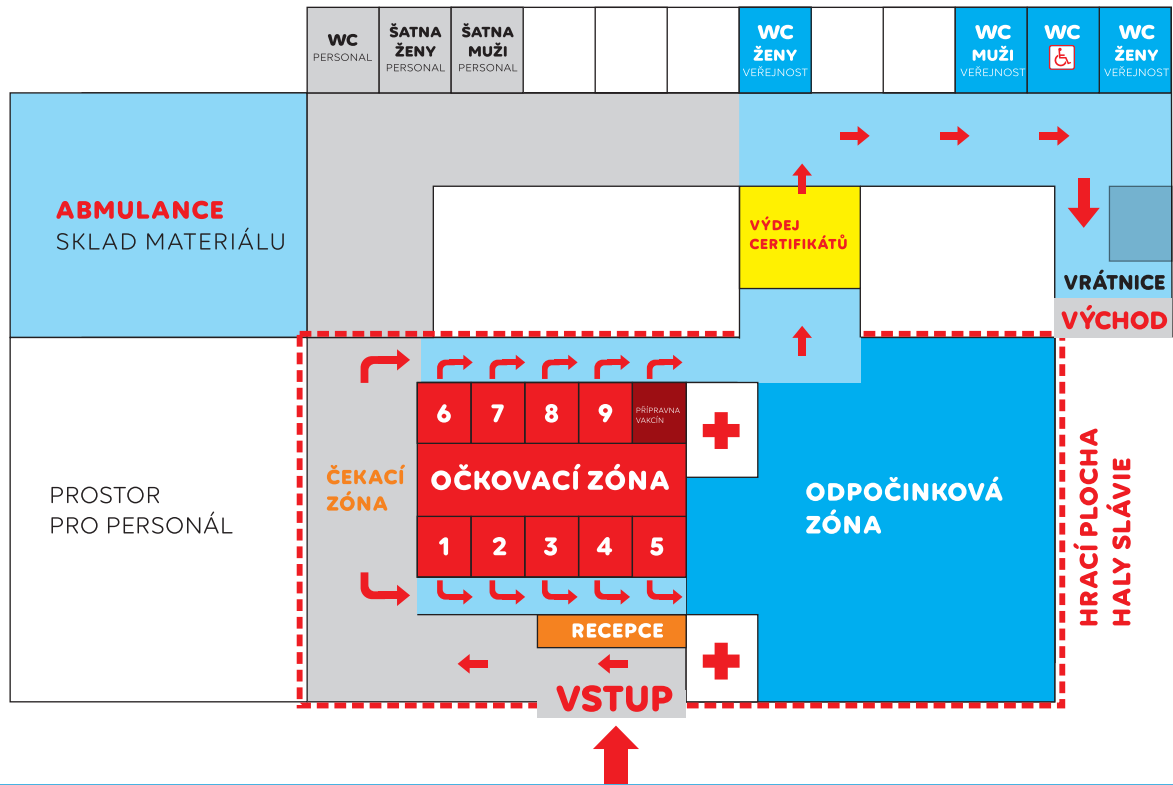 WC
PERSONAL
ŠATNA
ŽENY
PERSONAL
ŠATNA
MUŽI
PERSONAL
WC
ŽENY
VEŘEJNOST
WC
MUŽI
VEŘEJNOST
WC
WC
ŽENY
VEŘEJNOST
ABMULANCE
SKLAD MATERIÁLU
VÝDEJ
CERTIFIKÁTŮ
VRÁTNICE
VÝCHOD
PROSTOR
PRO PERSONÁL
ČEKACÍ
ZÓNA
6
7
8
9
PŘÍPRAVNA
VAKCÍN
OČKOVACÍ ZÓNA
1
2
3
4
5
RECEPCE
VSTUP
ODPOČINKOVÁ
ZÓNA
HRACÍ PLOCHA
HALY SLÁVIE